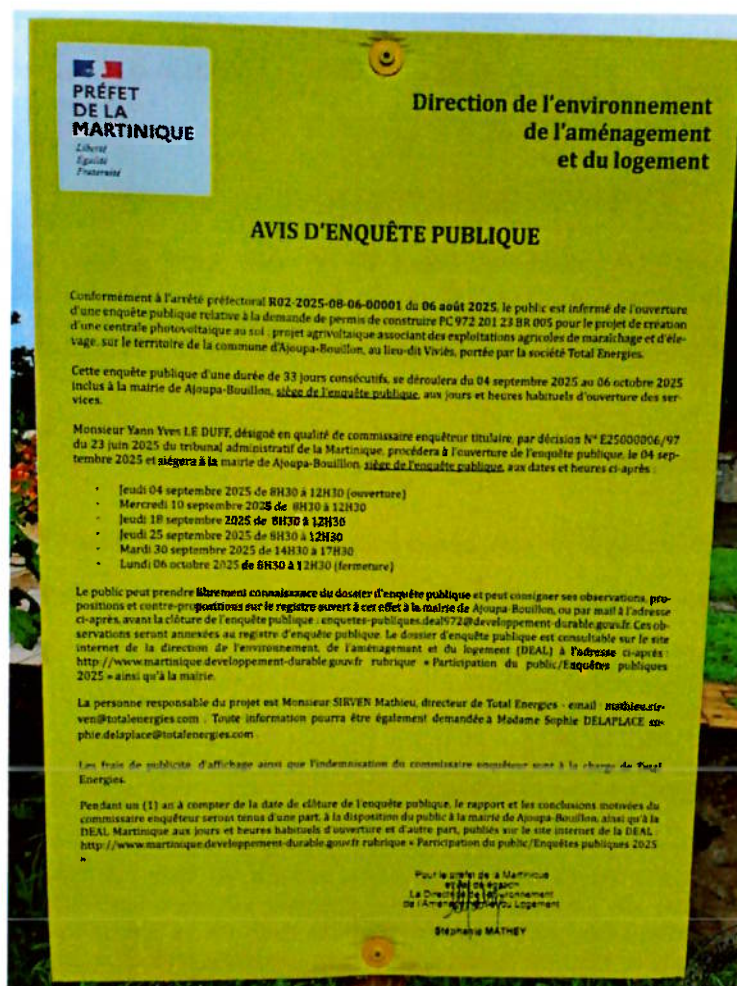 PRÉFET
DE LA
MARTINIQUE
Liberté
Égalité
Fraternité
Direction de l'environnement
de l'aménagement
et du logement
AVIS D'ENQUÊTE PUBLIQUE
Conformément à l'arrêté préfectoral R02-2025-08-06-00001 du 06 août 2025, le public est informé de l'ouverture
d'une enquête publique relative à la demande de permis de construire PC 972 201 23 BR 005 pour le projet de création
d'une centrale photovoltaïque au sol : projet agrivoltaïque associant des exploitations agricoles de maraîchage et d'éle-
vage, sur le territoire de la commune d'Ajoupa-Bouillon, au lieu-dit Viviès, portée par la société Total Energies.
Cette enquête publique d'une durée de 33 jours consécutifs, se déroulera du 04 septembre 2025 au 06 octobre 2025
inclus à la mairie de Ajoupa-Bouillon, siège de l'enquête publique, aux jours et heures habituels d'ouverture des ser-
vices.
Monsieur Yann Yves LE DUFF, désigné en qualité de commissaire enquêteur titulaire, par décision N° E25000006/97
du 23 juin 2025 du tribunal administratif de la Martinique, procédera à l'ouverture de l'enquête publique, le 04 sep-
tembre 2025 et siégera à la mairie de Ajoupa-Bouillon, siège de l'enquête publique, aux dates et heures ci-après :
• Jeudi 04 septembre 2025 de 8H30 à 12H30 (ouverture)
• Mercredi 10 septembre 2025 de 8H30 à 12H30
• Jeudi 18 septembre 2025 de 8H30 à 12H30
• Jeudi 25 septembre 2025 de 8H30 à 12H30
• Mardi 30 septembre 2025 de 14H30 à 17H30
• Lundi 06 octobre 2025 de 8H30 à 12H30 (fermeture)
Le public peut prendre librement connaissance du dossier d'enquête publique et peut consigner ses observations, pro-
positions et contre-propositions sur le registre ouvert à cet effet à la mairie de Ajoupa-Bouillon, ou par mail à l'adresse
ci-après, avant la clôture de l'enquête publique : enquetes-publiques.deal972@developpement-durable.gouv.fr. Ces ob-
servations seront annexées au registre d'enquête publique. Le dossier d'enquête publique est consultable sur le site
internet de la direction de l'environnement, de l'aménagement et du logement (DEAL) à l'adresse ci-après :
http://www.martinique.developpement-durable.gouv.fr rubrique « Participation du public/Enquêtes publiques
2025 » ainsi qu'à la mairie.
La personne responsable du projet est Monsieur SIRVEN Mathieu, directeur de Total Energies - email : mathieu.sir-
ven@totalenergies.com . Toute information pourra être également demandée à Madame Sophie DELAPLACE so-
phie.delaplace@totalenergies.com .
Les frais de publicité, d'affichage ainsi que l'indemnisation du commissaire enquêteur sont à la charge de Total
Energies.
Pendant un (1) an à compter de la date de clôture de l'enquête publique, le rapport et les conclusions motivées du
commissaire enquêteur seront tenus d'une part, à la disposition du public à la mairie de Ajoupa-Bouillon, ainsi qu'à la
DEAL Martinique aux jours et heures habituels d'ouverture et d'autre part, publiés sur le site internet de la DEAL :
http://www.martinique.developpement-durable.gouv.fr rubrique « Participation du public/Enquêtes publiques 2025
»
Pour le préfet de la Martinique
et par délégation
La Directrice de l'Environnement
de l'Aménagement et du Logement
Stéphanie MATHEY